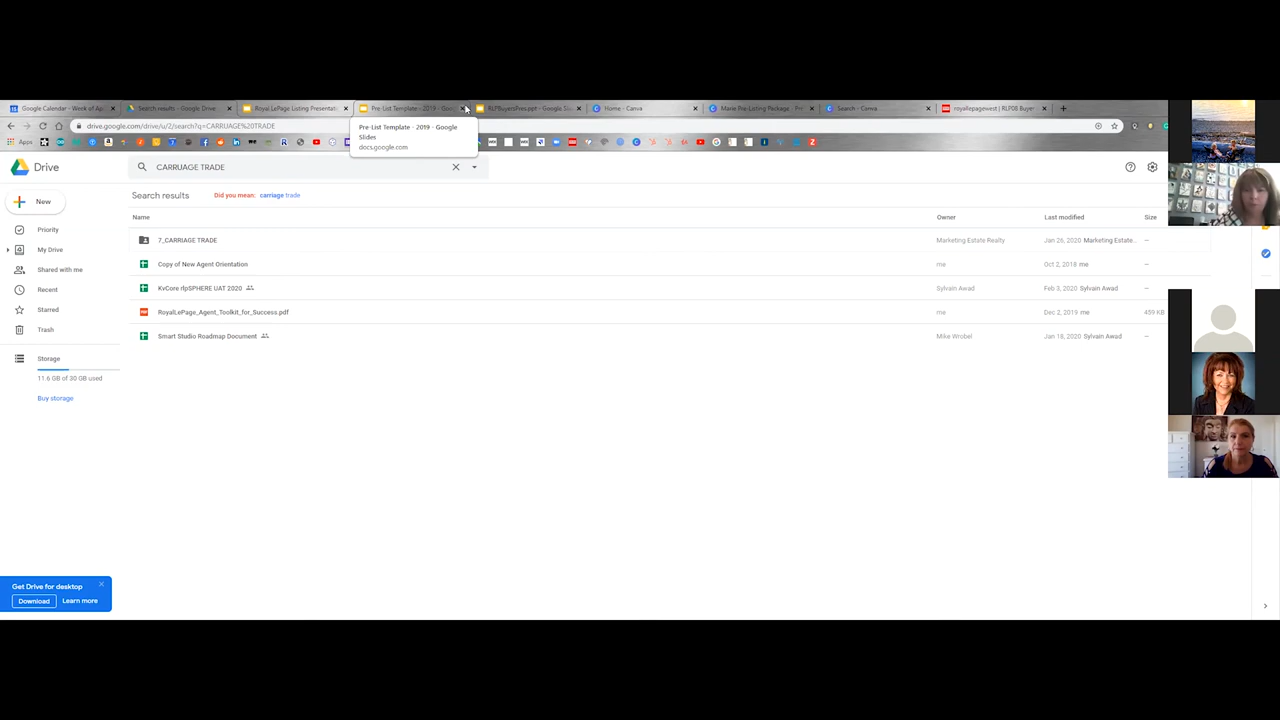 Google Calendar - Week of Ap
Search results - Google Drive
Royal LePage Listing Presentat
Pre-List Template - 2019 - Goo
RLPBuyersPres.ppt - Google Sli
Home - Canva
Marie Pre-Listing Package - Pr
Search - Canva
royallepagewest | RLPDB Buye
drive.google.com/drive/u/2/search?q=CARRUAGE%20TRADE
Pre-List Template - 2019 - Google
Slides
docs.google.com
Apps
Drive
CARRUAGE TRADE
New
Search results
Did you mean: carriage trade
Name
Owner
Last modified
Size
Priority
7_CARRIAGE TRADE
Marketing Estate Realty
Jan 26, 2020 Marketing Estate...
—
My Drive
Copy of New Agent Orientation
me
Oct 2, 2018 me
—
Shared with me
KvCore rlpSPHERE UAT 2020
Sylvain Awad
Feb 3, 2020 Sylvain Awad
—
Recent
RoyalLePage_Agent_Toolkit_for_Success.pdf
me
Dec 2, 2019 me
459 KB
Starred
Trash
Smart Studio Roadmap Document
Mike Wrobel
Jan 18, 2020 Sylvain Awad
—
Storage
11.6 GB of 30 GB used
Buy storage
Get Drive for desktop
Download
Learn more